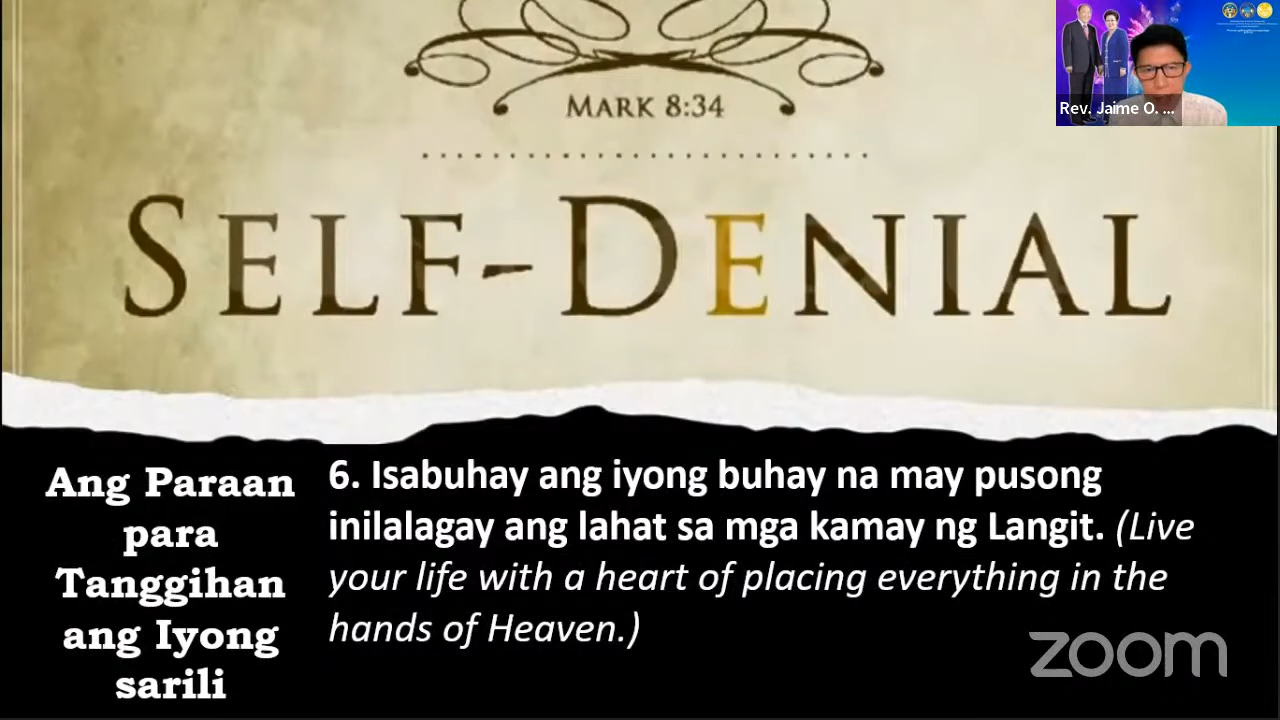 MARK 8:34
SELF-DENIAL
Rev. Jaime O. ...
Ang Paraan
para
Tanggihan
ang Iyong
sarili
6. Isabuhay ang iyong buhay na may pusong
inilalagay ang lahat sa mga kamay ng Langit. (Live
your life with a heart of placing everything in the
hands of Heaven.)
zoom